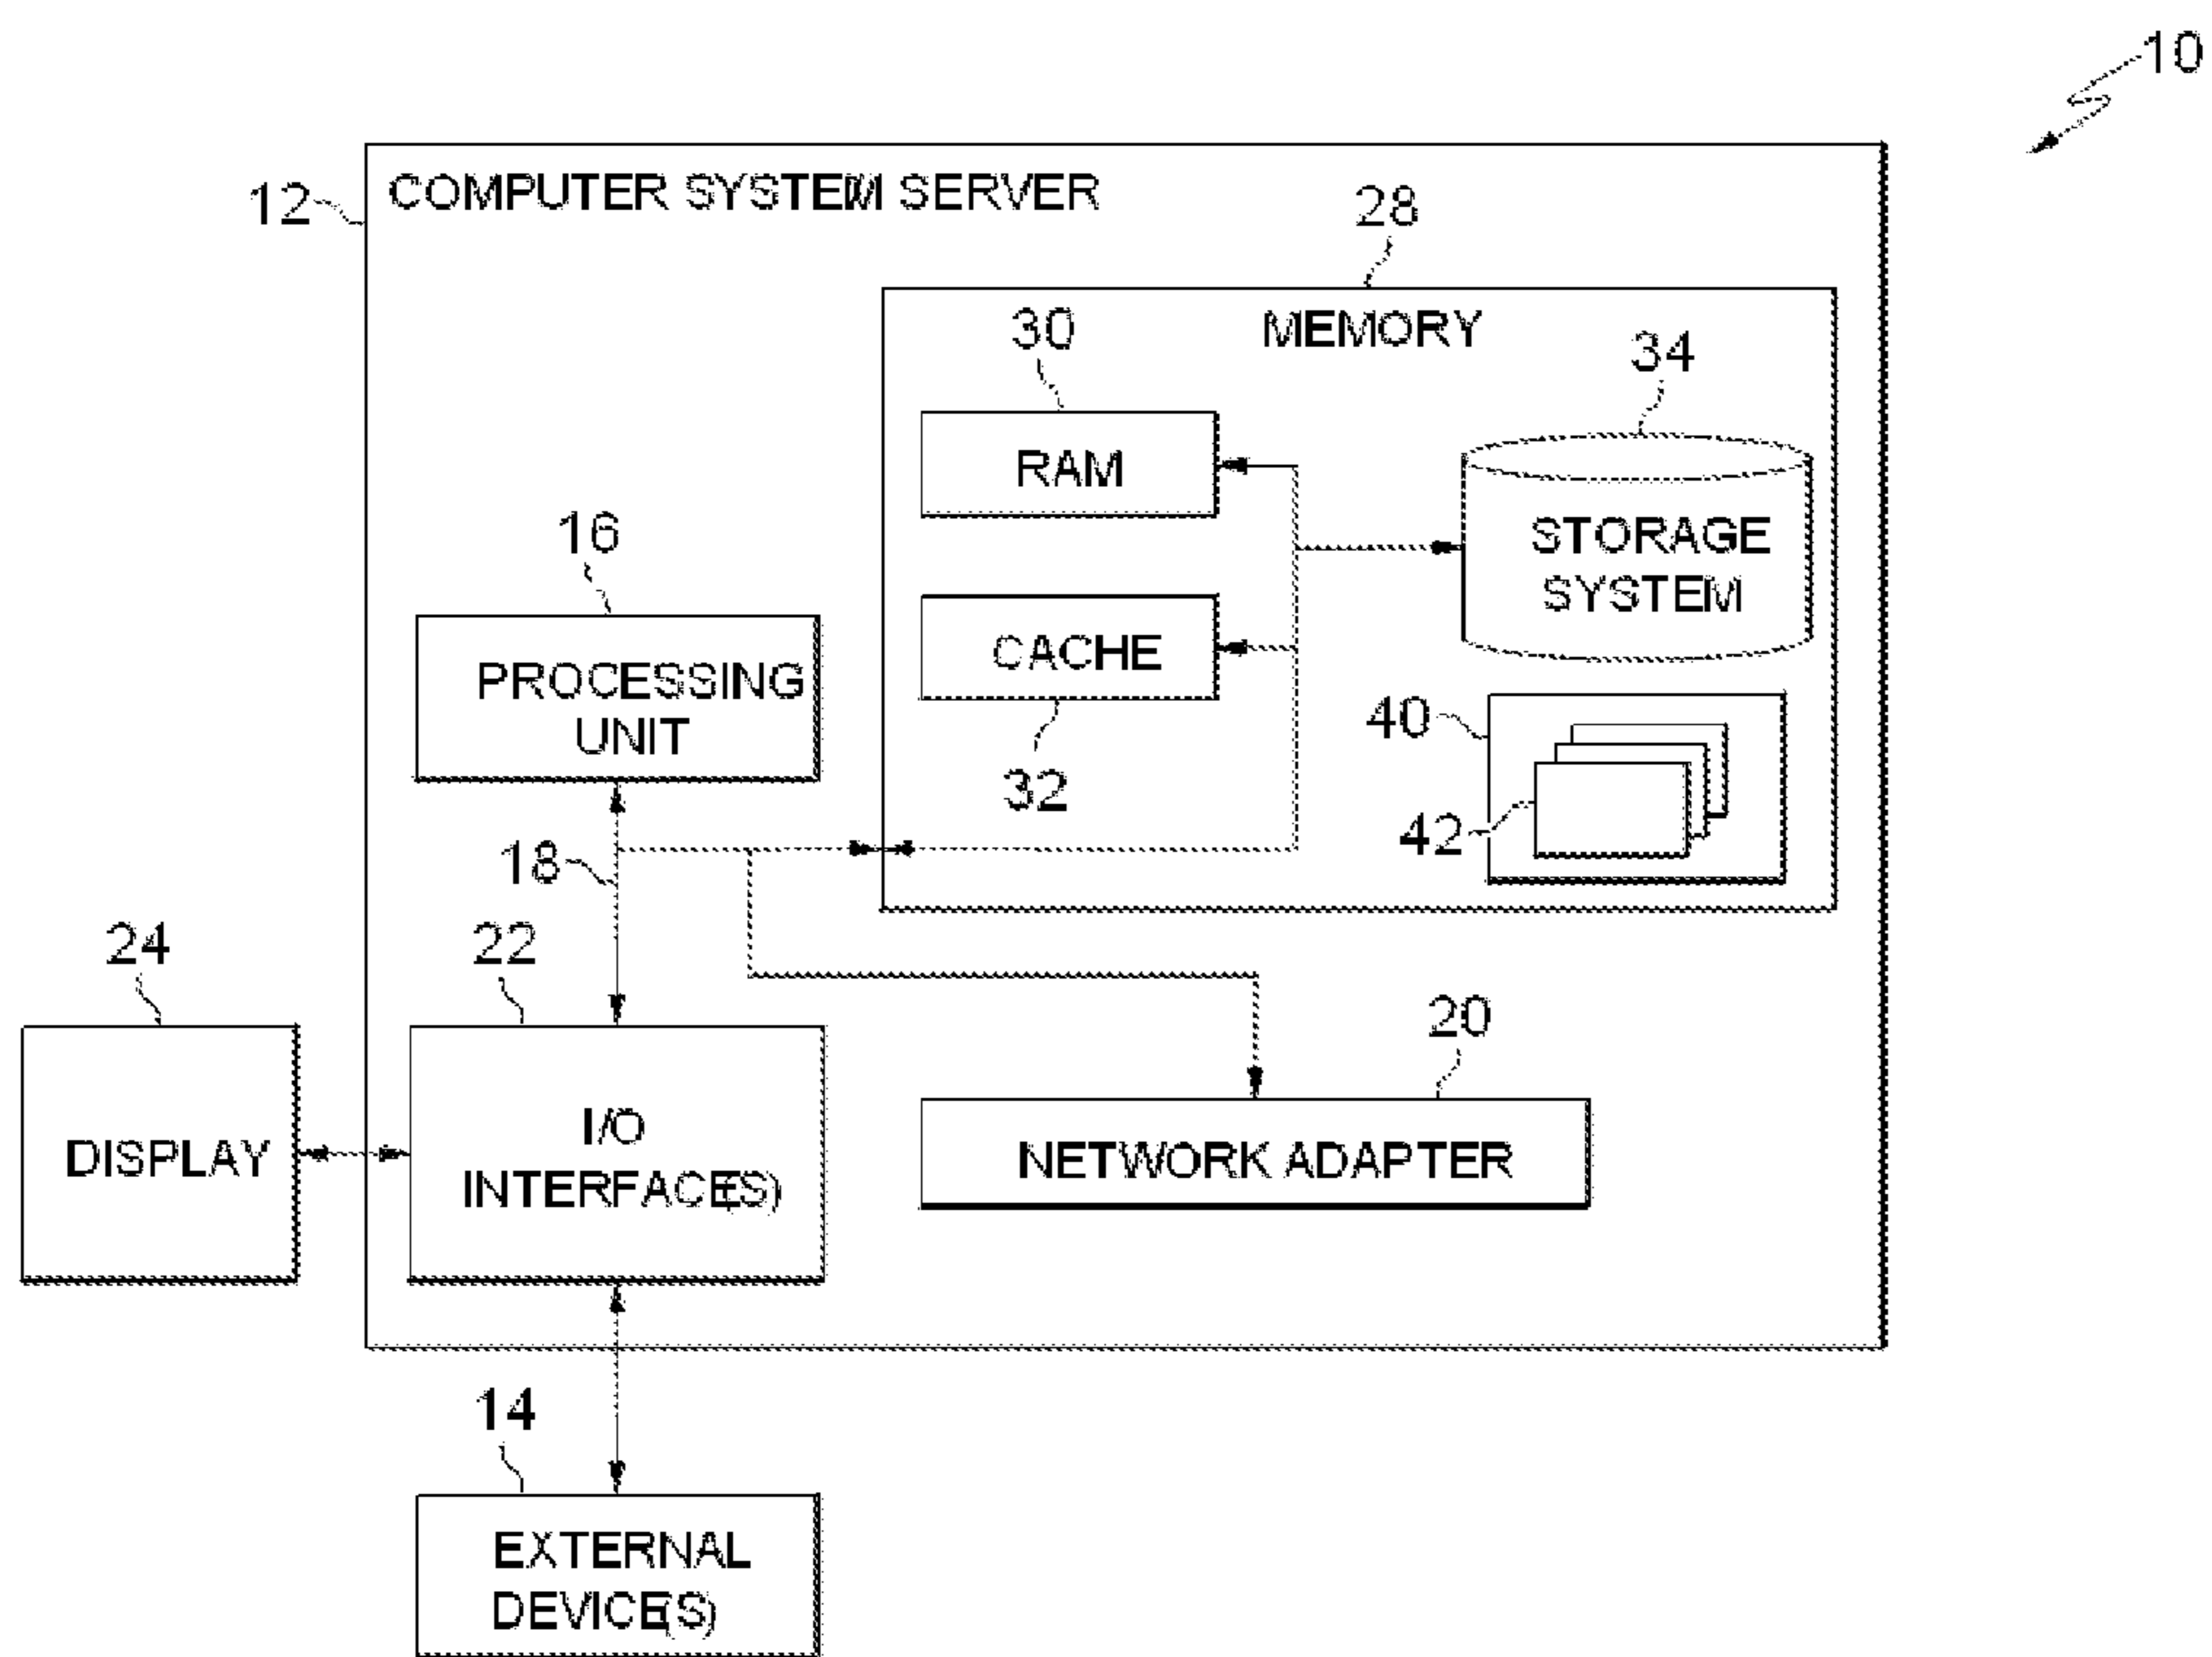 10
12
COMPUTER SYSTEM SERVER
28
MEMORY
30
34
RAM
STORAGE
SYSTEM
16
PROCESSING
UNIT
CACHE
32
40
42
18
24
22
20
DISPLAY
I/O
INTERFACE(S)
NETWORK ADAPTER
14
EXTERNAL
DEVICE(S)